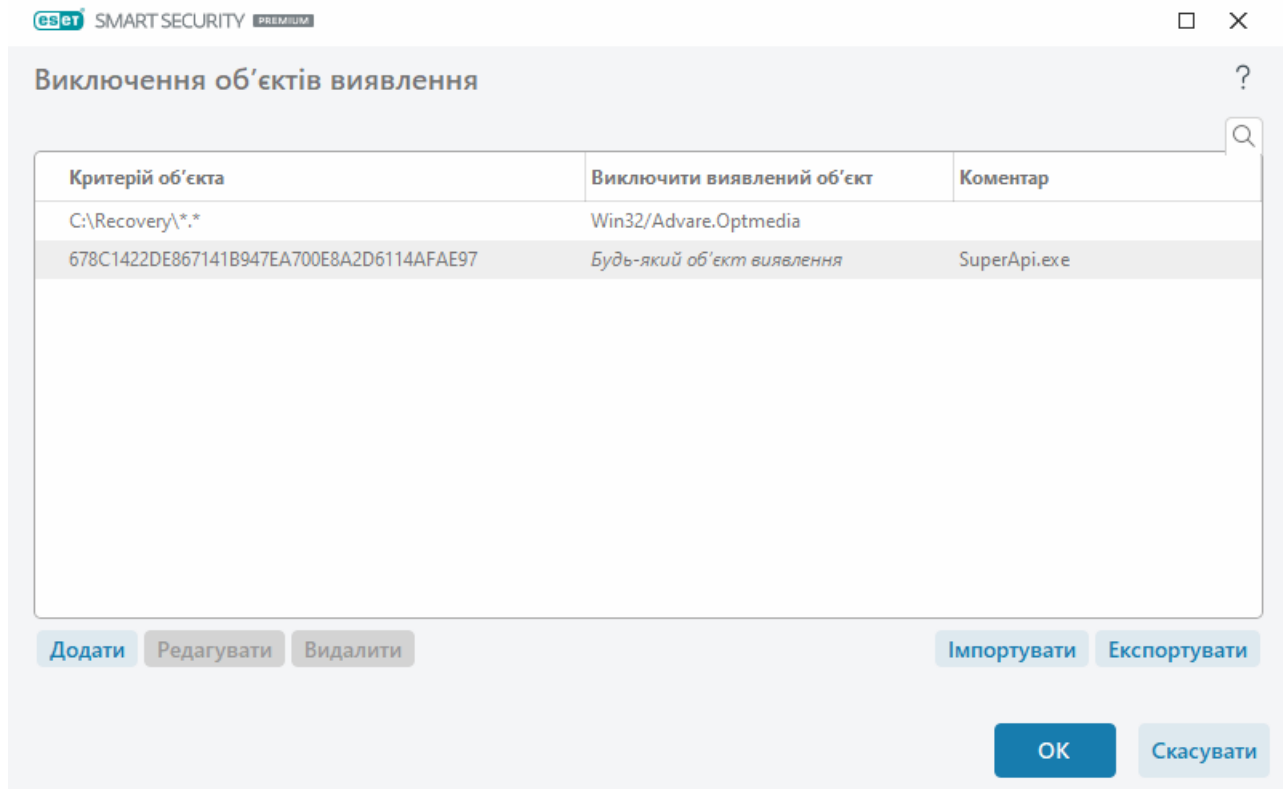 eset SMART SECURITY PREMIUM
Виключення об’єктів виявлення
?
Критерій об’єкта Виключити виявлений об’єкт Коментар
C:\Recovery\*.* Win32/Advare.Optmedia
678C1422DE867141B947EA700E8A2D6114AFAE97 Будь-який об’єкт виявлення SuperApi.exe
Додати Редагувати Видалити Імпортувати Експортувати
ОК Скасувати